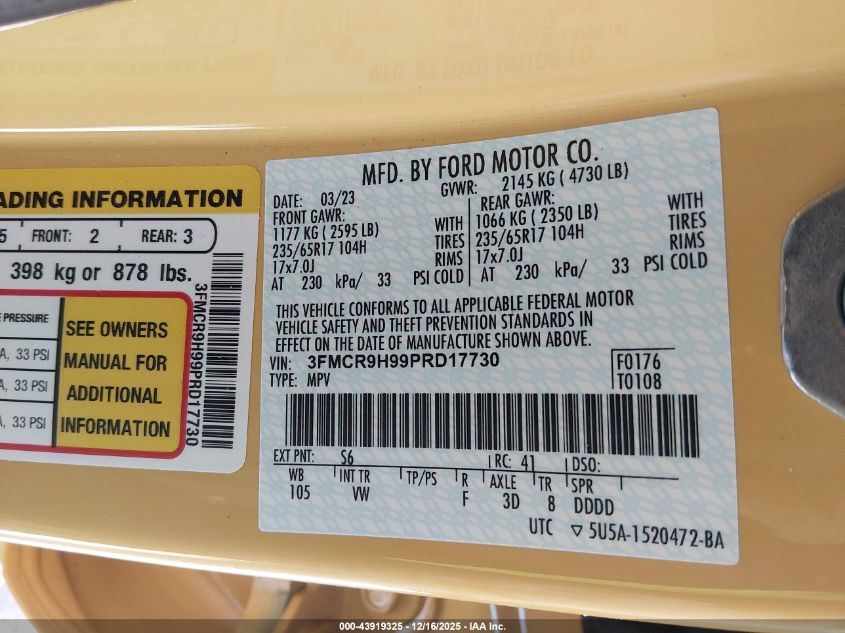 ADING INFORMATION
5 FRONT: 2 REAR: 3
398 kg or 878 lbs.
PRESSURE
A, 33 PSI
A, 33 PSI
A, 33 PSI
SEE OWNERS
MANUAL FOR
ADDITIONAL
INFORMATION
3FMCR9H99PRD17730
MFD. BY FORD MOTOR CO.
DATE: 03/23 GVWR: 2145 KG ( 4730 LB)
FRONT GAWR: REAR GAWR:
1177 KG ( 2595 LB) WITH 1066 KG ( 2350 LB) WITH
235/65R17 104H TIRES 235/65R17 104H TIRES
17x7.0J RIMS 17x7.0J RIMS
AT 230 kPa/ 33 PSI COLD AT 230 kPa/ 33 PSI COLD
THIS VEHICLE CONFORMS TO ALL APPLICABLE FEDERAL MOTOR
VEHICLE SAFETY AND THEFT PREVENTION STANDARDS IN
EFFECT ON THE DATE OF MANUFACTURE SHOWN ABOVE.
VIN: 3FMCR9H99PRD17730 F0176
TYPE: MPV T0108
EXT PNT: S6 RC: 41 DSO:
WB INT TR TP/PS R AXLE TR SPR
105 VW F 3D 8 DDDD
UTC ▽ 5U5A-1520472-BA
000-43919325 - 12/16/2025 - IAA Inc.